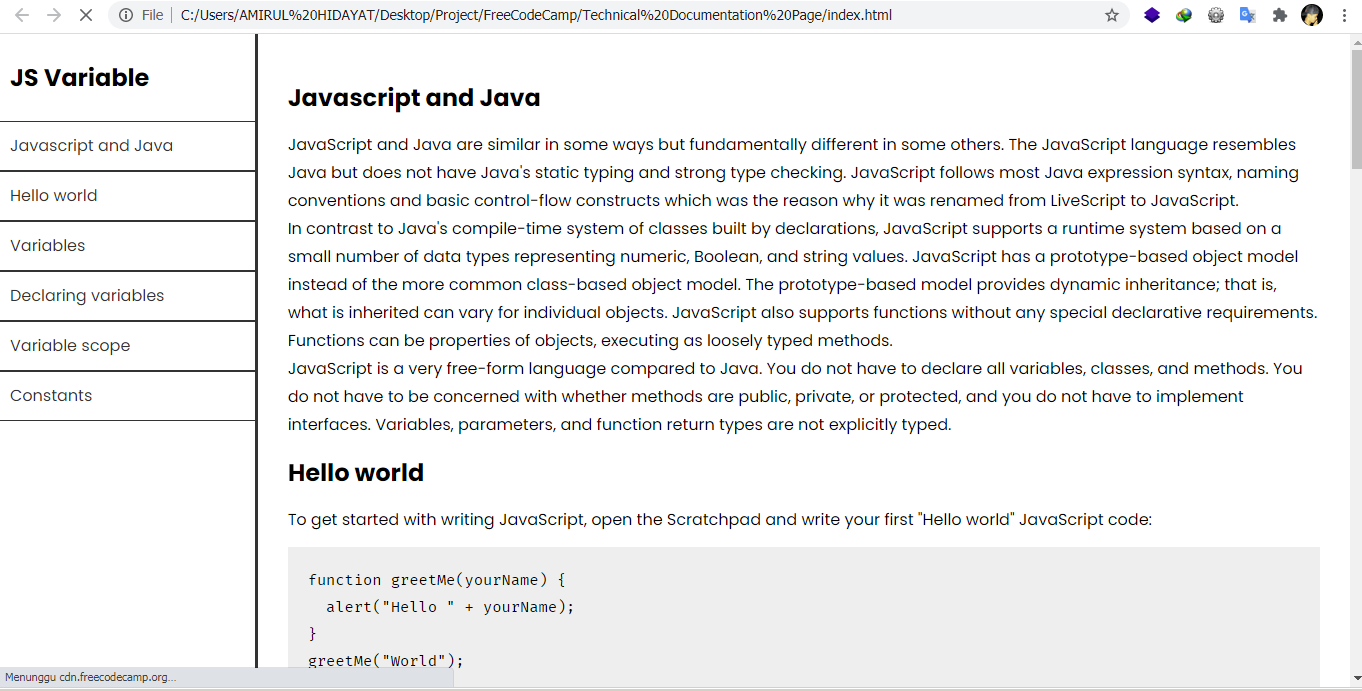 File
C:/Users/AMIRUL%20HIDAYAT/Desktop/Project/FreeCodeCamp/Technical%20Documentation%20Page/index.html
JS Variable
Javascript and Java
Hello world
Variables
Declaring variables
Variable scope
Constants
Javascript and Java
JavaScript and Java are similar in some ways but fundamentally different in some others. The JavaScript language resembles
Java but does not have Java's static typing and strong type checking. JavaScript follows most Java expression syntax, naming
conventions and basic control-flow constructs which was the reason why it was renamed from LiveScript to JavaScript.
In contrast to Java's compile-time system of classes built by declarations, JavaScript supports a runtime system based on a
small number of data types representing numeric, Boolean, and string values. JavaScript has a prototype-based object model
instead of the more common class-based object model. The prototype-based model provides dynamic inheritance; that is,
what is inherited can vary for individual objects. JavaScript also supports functions without any special declarative requirements.
Functions can be properties of objects, executing as loosely typed methods.
JavaScript is a very free-form language compared to Java. You do not have to declare all variables, classes, and methods. You
do not have to be concerned with whether methods are public, private, or protected, and you do not have to implement
interfaces. Variables, parameters, and function return types are not explicitly typed.
Hello world
To get started with writing JavaScript, open the Scratchpad and write your first "Hello world" JavaScript code:
function greetMe(yourName) {
  alert("Hello " + yourName);
}
greetMe("World");
Menunggu cdn.freecodecamp.org...